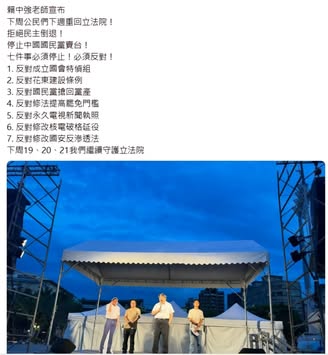 賴中強老師宣布
下周公民們下週重回立法院！
拒絕民主倒退！
停止中國國民黨賣台！
七件事必須停止！必須反對！
1. 反對成立國會特偵組
2. 反對花東建設條例
3. 反對國民黨搶回黨產
4. 反對修法提高罷免門檻
5. 反對永久電視新聞執照
6. 反對修改核電破格延役
7. 反對修改國安反滲透法
下周19、20、21我們繼續守護立法院